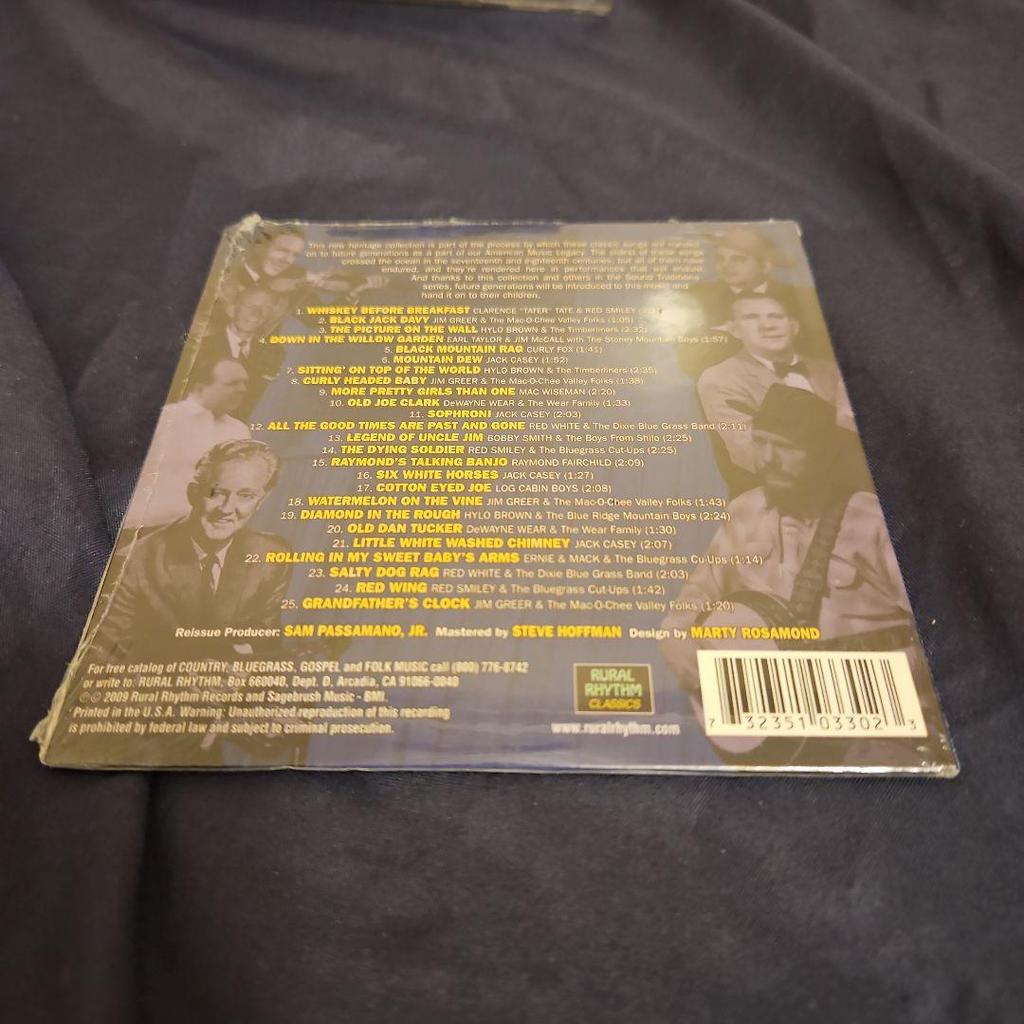 This new heritage collection is part of the process by which these classic songs are handed
on to future generations as a part of our American Music Legacy. The oldest of these songs
crossed the ocean in the seventeenth and eighteenth centuries, but all of them have
endured, and they're rendered here in performances that will endure.
And thanks to this collection and others in the Sound Traditions
series, future generations will be introduced to this music and
hand it on to their children.
1. WHISKEY BEFORE BREAKFAST CLARENCE "TATER" TATE & RED SMILEY
2. BLACK JACK DAVY JIM GREER & The Mac-O-Chee Valley Folks (1:05)
3. THE PICTURE ON THE WALL HYLO BROWN & The Timberliners (2:32)
4. DOWN IN THE WILLOW GARDEN EARL TAYLOR & JIM McCALL with The Stoney Mountain Boys (1:57)
5. BLACK MOUNTAIN RAG CURLY FOX (1:41)
6. MOUNTAIN DEW JACK CASEY (1:52)
7. SITTING' ON TOP OF THE WORLD HYLO BROWN & The Timberliners (2:35)
8. CURLY HEADED BABY JIM GREER & The Mac-O-Chee Valley Folks (1:38)
9. MORE PRETTY GIRLS THAN ONE MAC WISEMAN (2:20)
10. OLD JOE CLARK DeWAYNE WEAR & The Wear Family (1:33)
11. SOPHRONI JACK CASEY (2:03)
12. ALL THE GOOD TIMES ARE PAST AND GONE RED WHITE & The Dixie Blue Grass Band (2:11)
13. LEGEND OF UNCLE JIM BOBBY SMITH & The Boys From Shilo (2:25)
14. THE DYING SOLDIER RED SMILEY & The Bluegrass Cut-Ups (2:25)
15. RAYMOND'S TALKING BANJO RAYMOND FAIRCHILD (2:09)
16. SIX WHITE HORSES JACK CASEY (1:27)
17. COTTON EYED JOE LOG CABIN BOYS (2:08)
18. WATERMELON ON THE VINE JIM GREER & The Mac-O-Chee Valley Folks (1:43)
19. DIAMOND IN THE ROUGH HYLO BROWN & The Blue Ridge Mountain Boys (2:24)
20. OLD DAN TUCKER DeWAYNE WEAR & The Wear Family (1:30)
21. LITTLE WHITE WASHED CHIMNEY JACK CASEY (2:07)
22. ROLLING IN MY SWEET BABY'S ARMS ERNIE & MACK & The Bluegrass Cu-Ups (1:14)
23. SALTY DOG RAG RED WHITE & The Dixie Blue Grass Band (2:03)
24. RED WING RED SMILEY & The Bluegrass Cut-Ups (1:42)
25. GRANDFATHER'S CLOCK JIM GREER & The Mac-O-Chee Valley Folks (1:20)
Reissue Producer: SAM PASSAMANO, JR. Mastered by STEVE HOFFMAN Design by MARTY ROSAMOND
For free catalog of COUNTRY, BLUEGRASS, GOSPEL and FOLK MUSIC call (800) 776-8742
or write to: RURAL RHYTHM, Box 660040, Dept. D, Arcadia, CA 91066-0040
℗ © 2009 Rural Rhythm Records and Sagebrush Music - BMI.
Printed in the U.S.A. Warning: Unauthorized reproduction of this recording
is prohibited by federal law and subject to criminal prosecution.
RURAL
RHYTHM
CLASSICS
www.ruralrhythm.com
7 32351 03302 3